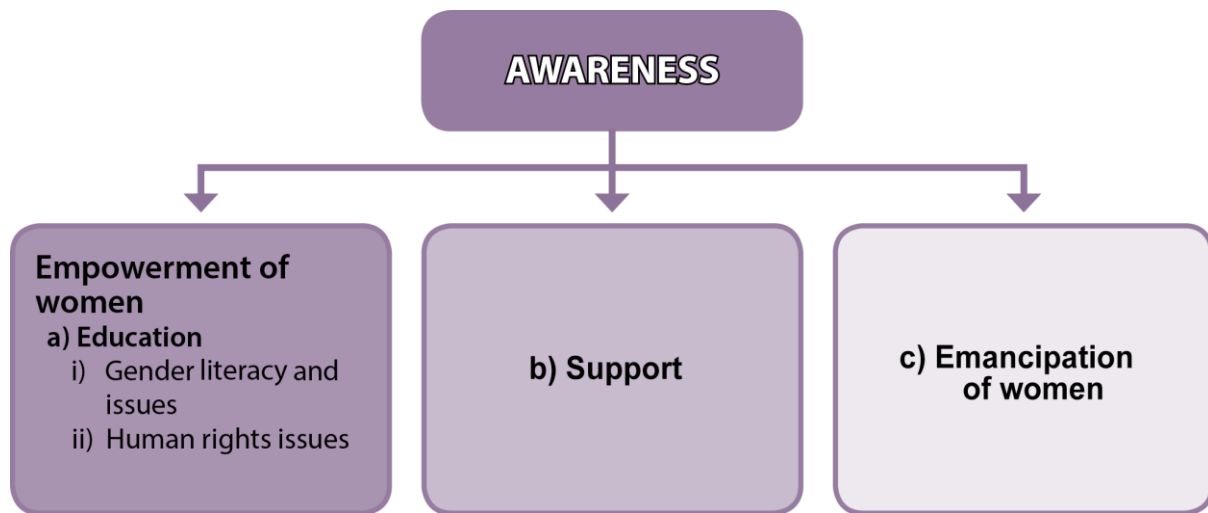 AWARENESS
Empowerment of
women
a) Education
i) Gender literacy and
issues
ii) Human rights issues
b) Support
c) Emancipation
of women